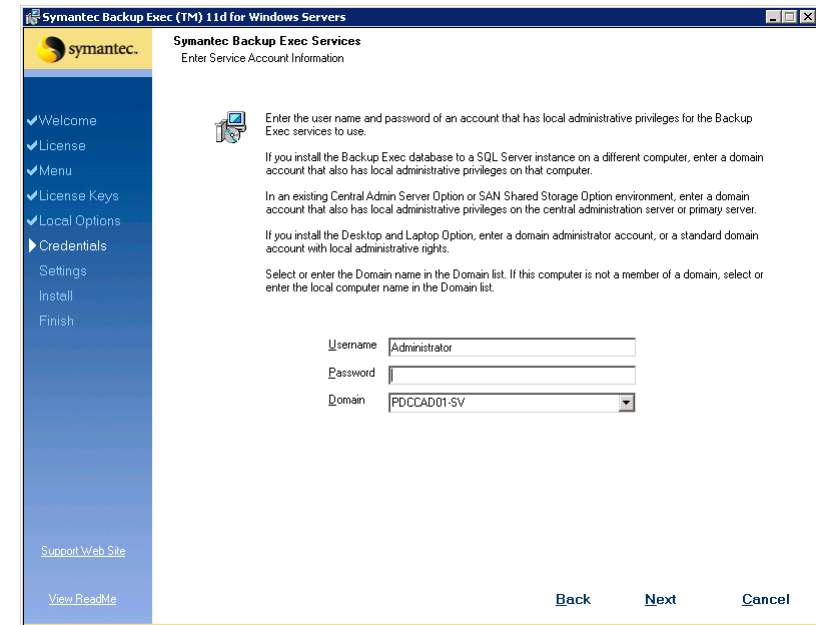 Symantec Backup Exec (TM) 11d for Windows Servers
symantec.
Symantec Backup Exec Services
Enter Service Account Information
Welcome
License
Menu
License Keys
Local Options
Credentials
Settings
Install
Finish
Enter the user name and password of an account that has local administrative privileges for the Backup
Exec services to use.
If you install the Backup Exec database to a SQL Server instance on a different computer, enter a domain
account that also has local administrative privileges on that computer.
In an existing Central Admin Server Option or SAN Shared Storage Option environment, enter a domain
account that also has local administrative privileges on the central administration server or primary server.
If you install the Desktop and Laptop Option, enter a domain administrator account, or a standard domain
account with local administrative rights.
Select or enter the Domain name in the Domain list. If this computer is not a member of a domain, select or
enter the local computer name in the Domain list.
Username Administrator
Password
Domain PDCCAD01-SV
Support Web Site
View ReadMe
Back Next Cancel